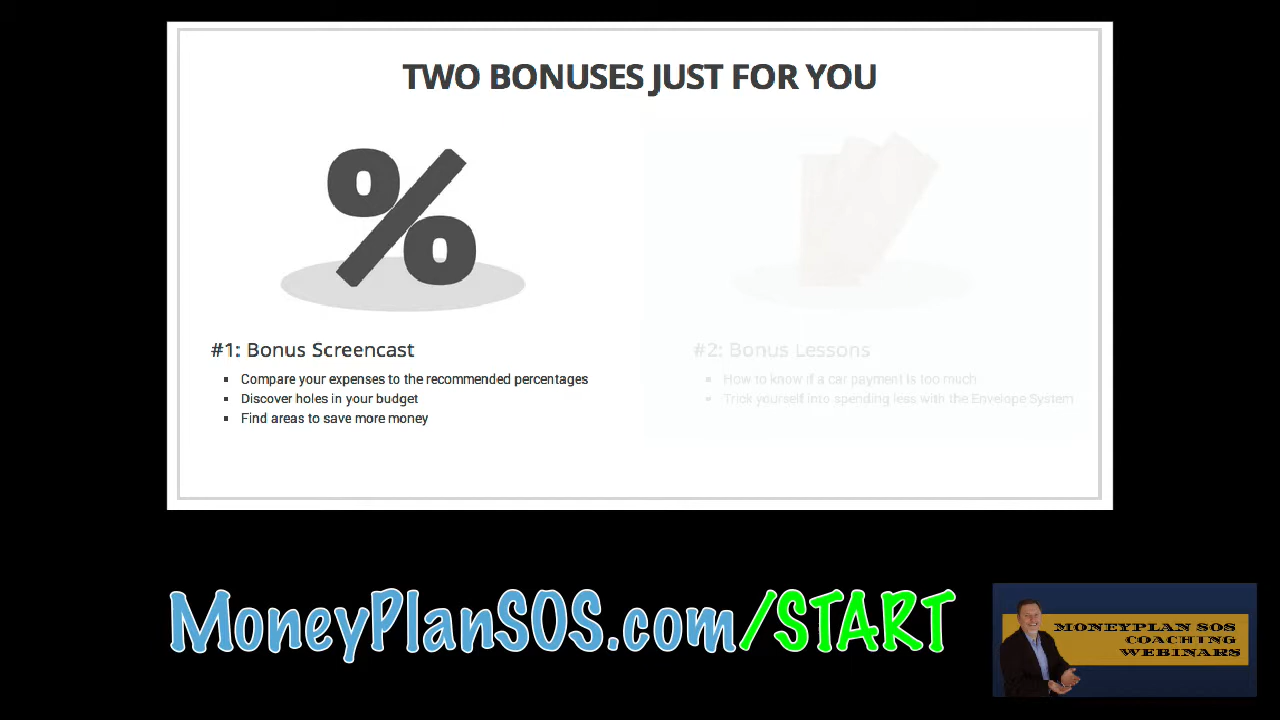 TWO BONUSES JUST FOR YOU
%
#1: Bonus Screencast
Compare your expenses to the recommended percentages
Discover holes in your budget
Find areas to save more money
#2: Bonus Lessons
How to know if a car payment is too much
Trick yourself into spending less with the Envelope System
MoneyPlanSOS.com/START
MONEYPLAN SOS
COACHING
WEBINARS